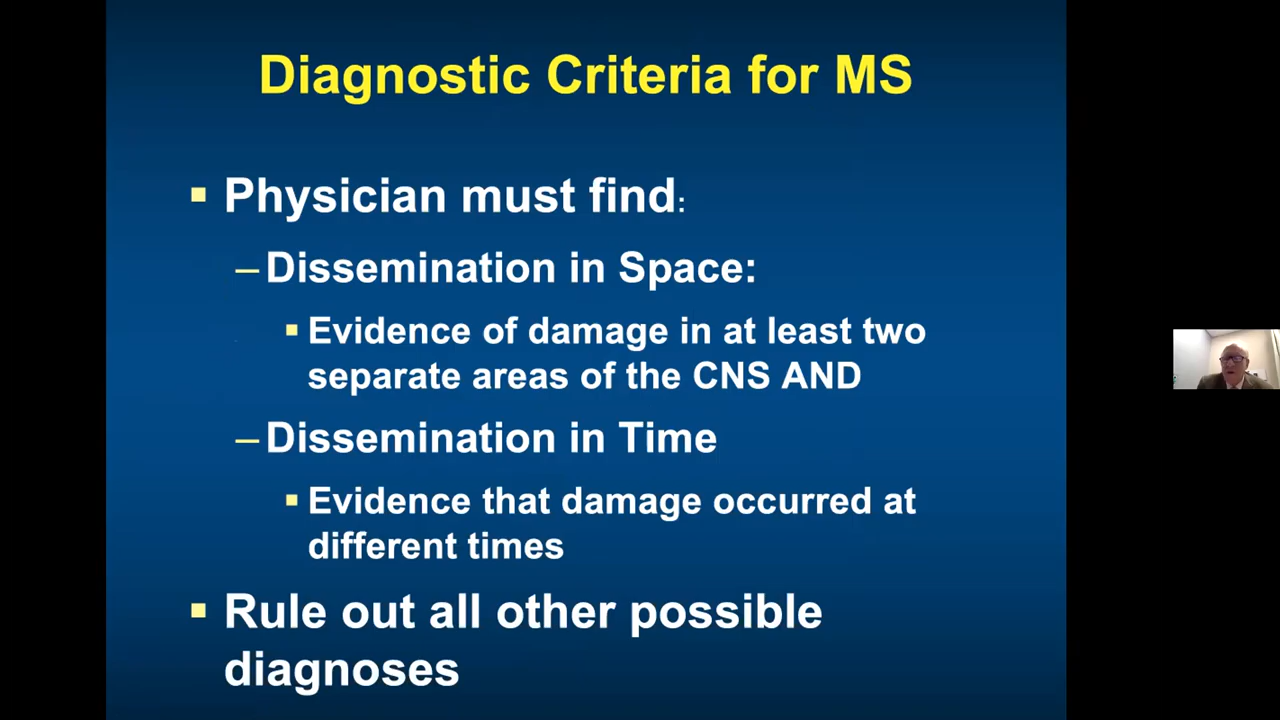 Diagnostic Criteria for MS
▪ Physician must find:
– Dissemination in Space:
▪ Evidence of damage in at least two
separate areas of the CNS AND
– Dissemination in Time
▪ Evidence that damage occurred at
different times
▪ Rule out all other possible
diagnoses